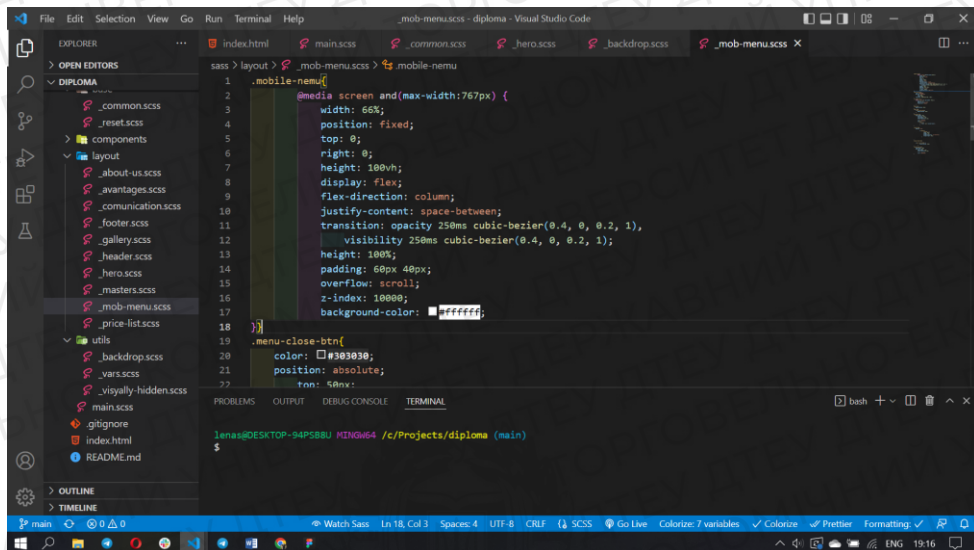 File Edit Selection View Go Run Terminal Help _mob-menu.scss - diploma - Visual Studio Code
EXPLORER
index.html main.scss _common.scss _hero.scss _backdrop.scss _mob-menu.scss
> OPEN EDITORS
DIPLOMA
_common.scss
_reset.scss
components
layout
_about-us.scss
_avantages.scss
_comunication.scss
_footer.scss
_gallery.scss
_header.scss
_hero.scss
_masters.scss
_mob-menu.scss
_price-list.scss
utils
_backdrop.scss
_vars.scss
_visyally-hidden.scss
main.scss
.gitignore
index.html
README.md
> OUTLINE
> TIMELINE
sass > layout > _mob-menu.scss > .mobile-nemu
1 .mobile-nemu{
2 @media screen and(max-width:767px) {
3 width: 66%;
4 position: fixed;
5 top: 0;
6 right: 0;
7 height: 100vh;
8 display: flex;
9 flex-direction: column;
10 justify-content: space-between;
11 transition: opacity 250ms cubic-bezier(0.4, 0, 0.2, 1),
12 visibility 250ms cubic-bezier(0.4, 0, 0.2, 1);
13 height: 100%;
14 padding: 60px 40px;
15 overflow: scroll;
16 z-index: 10000;
17 background-color: #ffffff;
18 }}
19 .menu-close-btn{
20 color: #303030;
21 position: absolute;
22 top: 50px;
PROBLEMS OUTPUT DEBUG CONSOLE TERMINAL bash
lenas@DESKTOP-94PSB8U MINGW64 /c/Projects/diploma (main)
$
main 0 0 Watch Sass Ln 18, Col 3 Spaces: 4 UTF-8 CRLF SCSS Go Live Colorize: 7 variables Colorize Prettier Formatting:
ENG 19:16